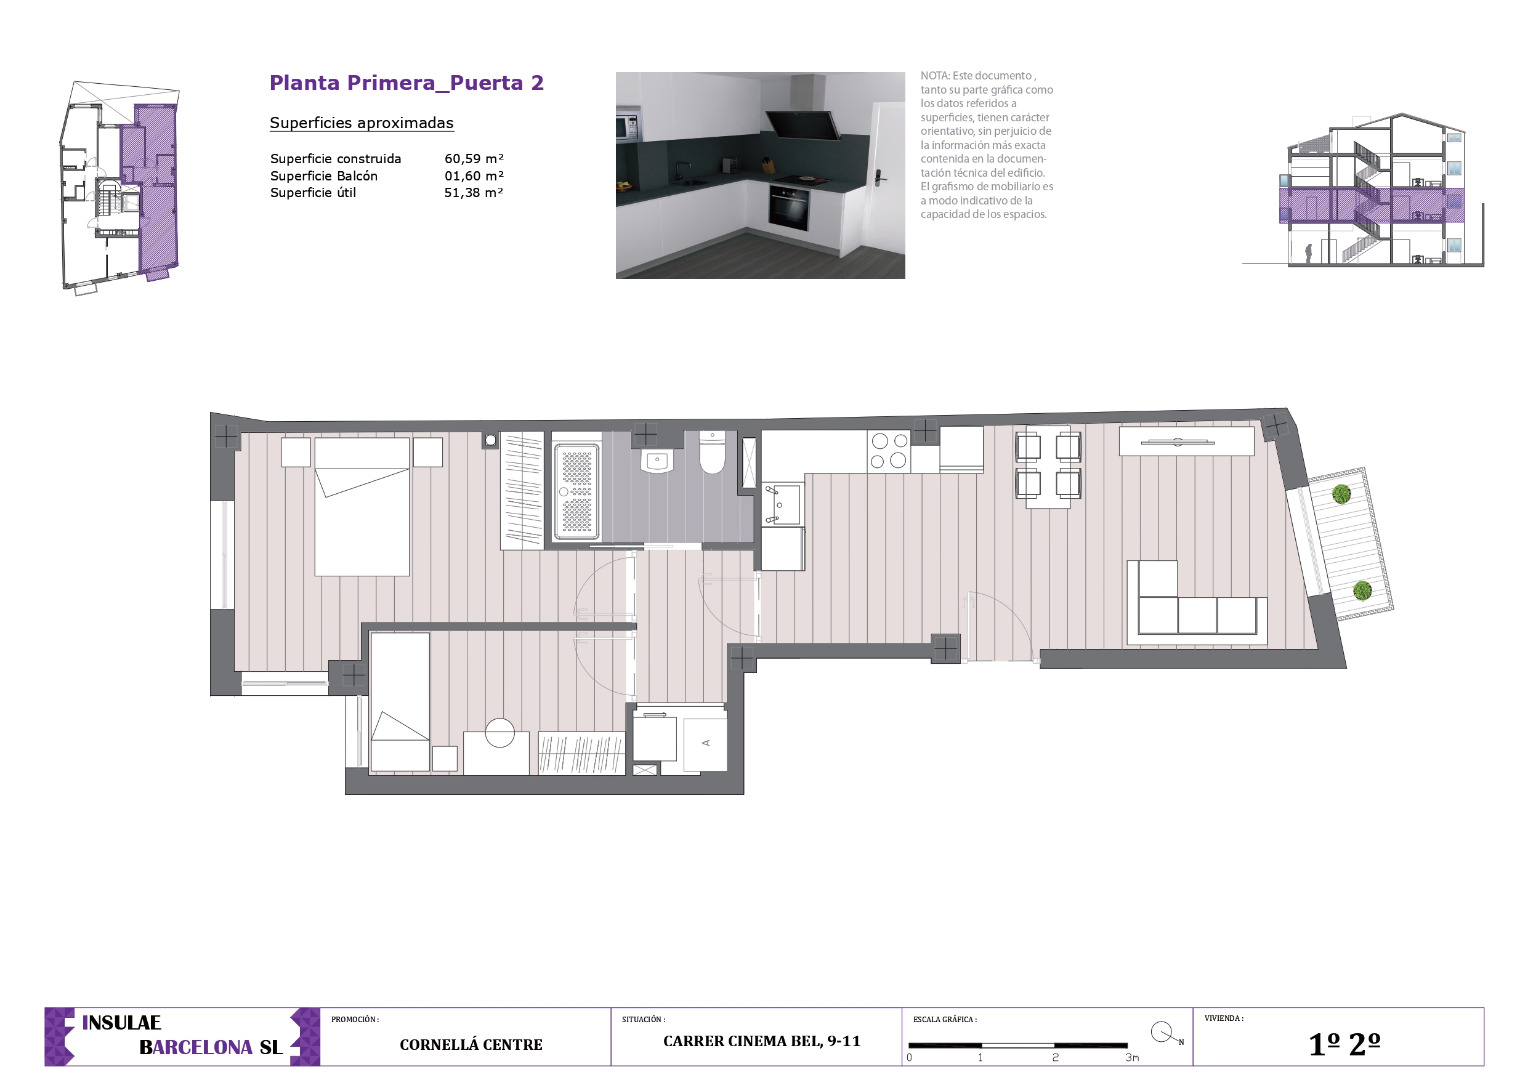 Planta Primera_Puerta 2
Superficies aproximadas
Superficie construida 60,59 m²
Superficie Balcón 01,60 m²
Superficie útil 51,38 m²
NOTA: Este documento ,
tanto su parte gráfica como
los datos referidos a
superficies, tienen carácter
orientativo, sin perjuicio de
la información más exacta
contenida en la documen-
tación técnica del edificio.
El grafismo de mobiliario es
a modo indicativo de la
capacidad de los espacios.
A
INSULAE
BARCELONA SL
PROMOCIÓN :
CORNELLÁ CENTRE
SITUACIÓN :
CARRER CINEMA BEL, 9-11
ESCALA GRÁFICA :
0 1 2 3m
N
VIVIENDA :
1º 2º